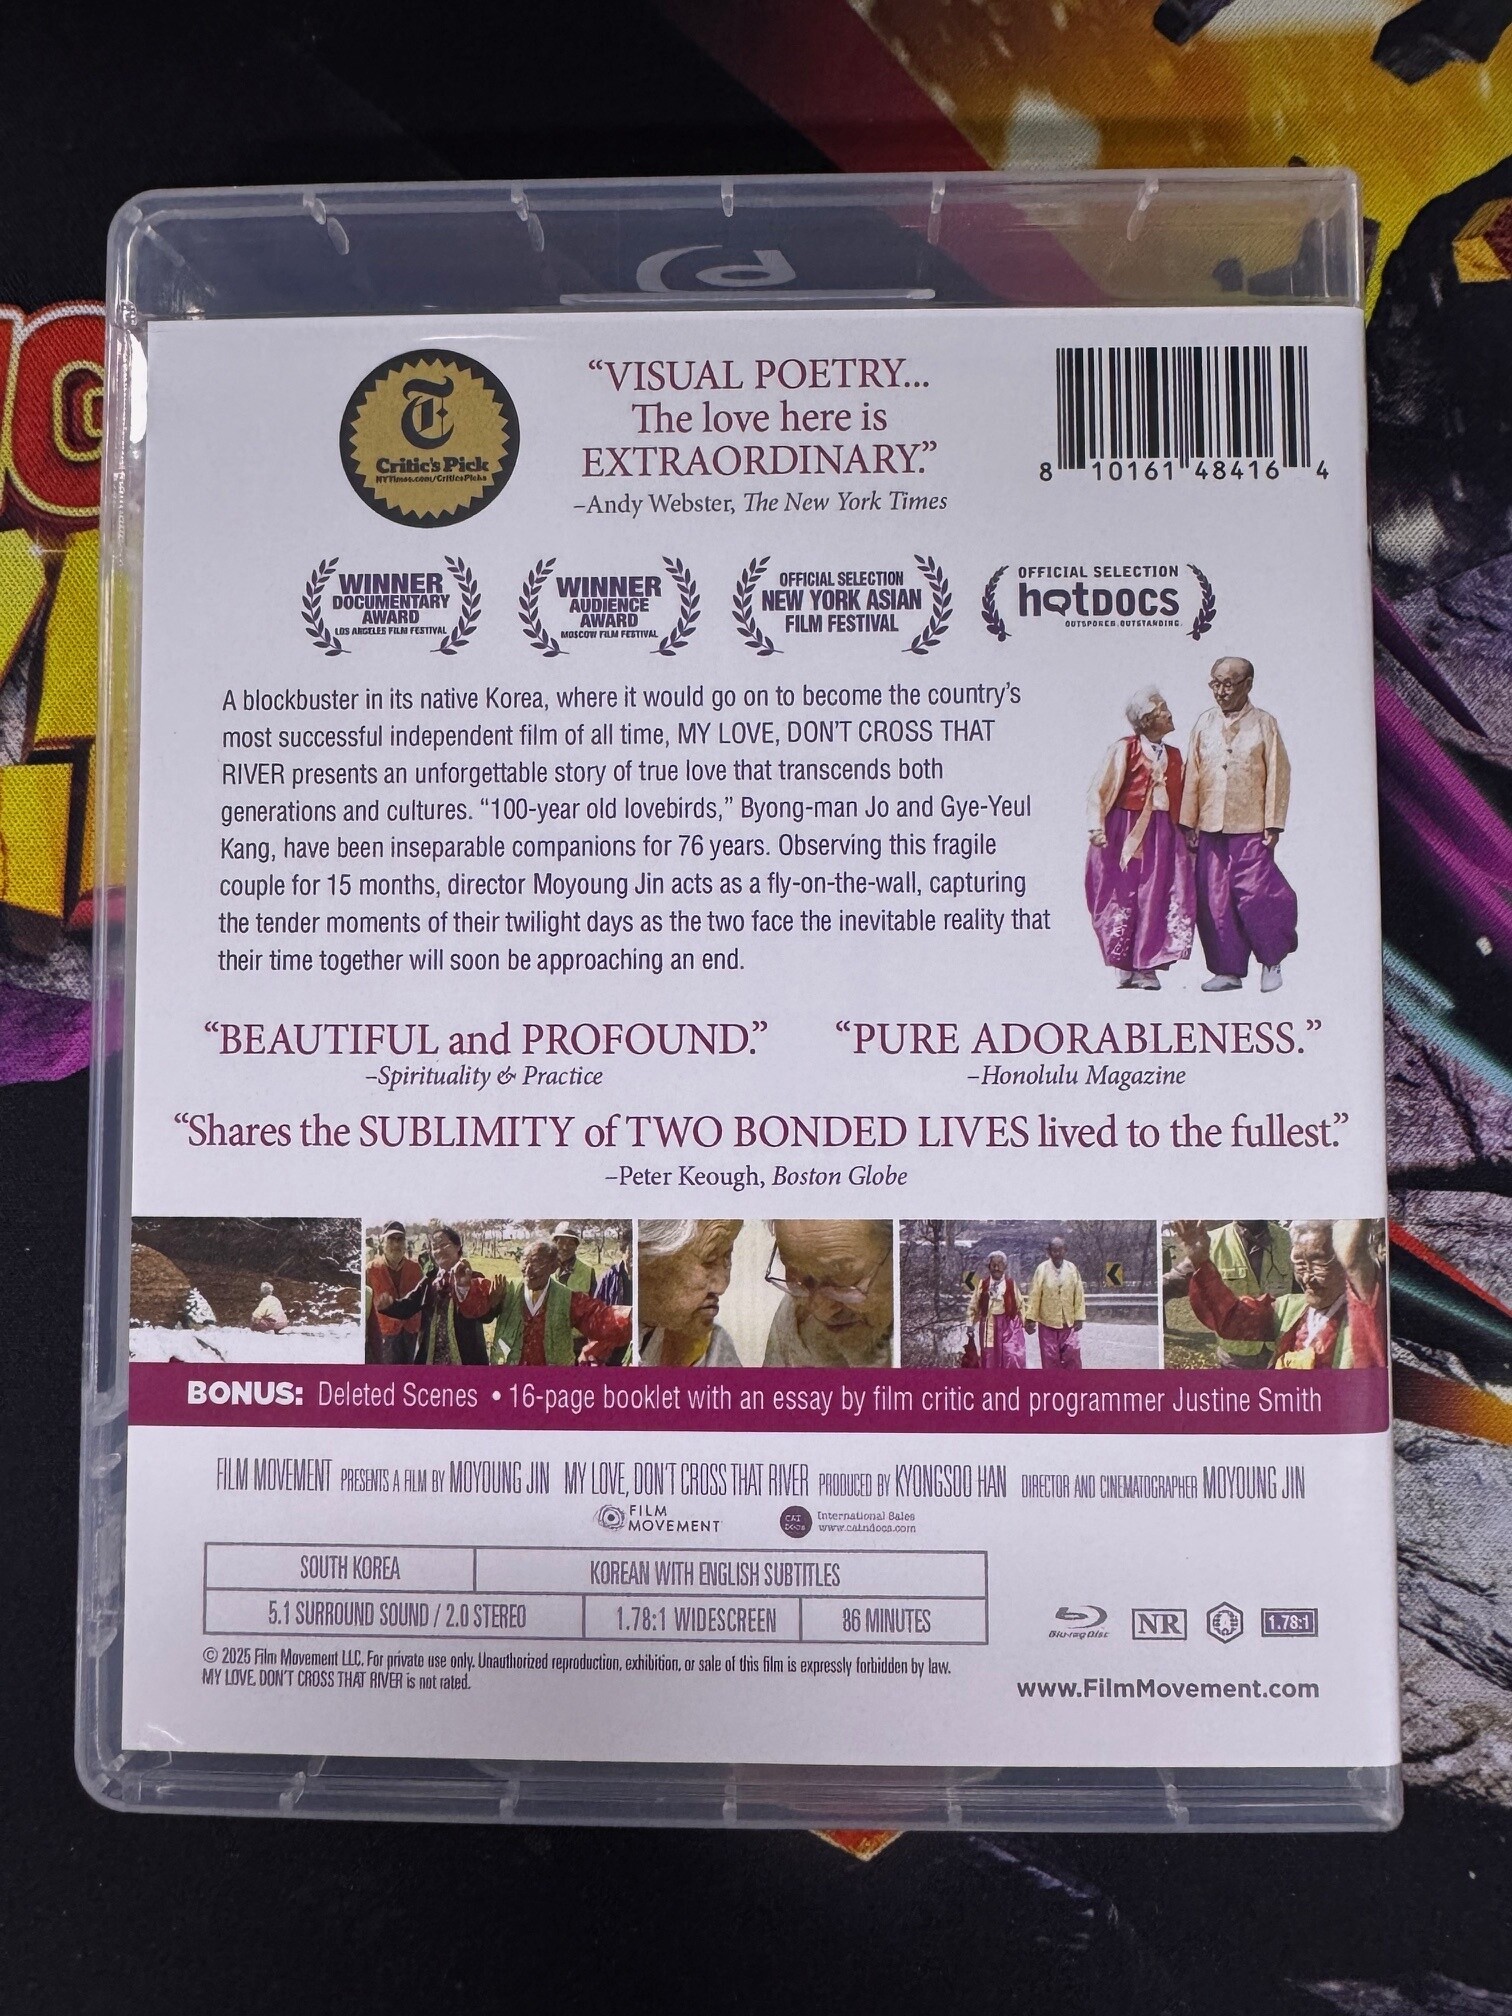 “VISUAL POETRY...
The love here is
EXTRAORDINARY.”
–Andy Webster, The New York Times
T
Critic's Pick
NYTimes.com/CriticsPicks
8 10161 48416 4
WINNER
DOCUMENTARY
AWARD
LOS ANGELES FILM FESTIVAL
WINNER
AUDIENCE
AWARD
MOSCOW FILM FESTIVAL
OFFICIAL SELECTION
NEW YORK ASIAN
FILM FESTIVAL
OFFICIAL SELECTION
hotDOCS
OUTSPOKEN. OUTSTANDING.
A blockbuster in its native Korea, where it would go on to become the country's
most successful independent film of all time, MY LOVE, DON'T CROSS THAT
RIVER presents an unforgettable story of true love that transcends both
generations and cultures. “100-year old lovebirds,” Byong-man Jo and Gye-Yeul
Kang, have been inseparable companions for 76 years. Observing this fragile
couple for 15 months, director Moyoung Jin acts as a fly-on-the-wall, capturing
the tender moments of their twilight days as the two face the inevitable reality that
their time together will soon be approaching an end.
“BEAUTIFUL and PROFOUND.”
–Spirituality & Practice
“PURE ADORABLENESS.”
–Honolulu Magazine
“Shares the SUBLIMITY of TWO BONDED LIVES lived to the fullest.”
–Peter Keough, Boston Globe
BONUS: Deleted Scenes • 16-page booklet with an essay by film critic and programmer Justine Smith
FILM MOVEMENT PRESENTS A FILM BY MOYOUNG JIN MY LOVE, DON'T CROSS THAT RIVER PRODUCED BY KYONGSOO HAN DIRECTOR AND CINEMATOGRAPHER MOYOUNG JIN
FILM
MOVEMENT
CAT
DOCS
International Sales
www.catndocs.com
SOUTH KOREA KOREAN WITH ENGLISH SUBTITLES
5.1 SURROUND SOUND / 2.0 STEREO 1.78:1 WIDESCREEN 86 MINUTES
Blu-ray Disc NR 1.78:1
© 2025 Film Movement LLC. For private use only. Unauthorized reproduction, exhibition, or sale of this film is expressly forbidden by law.
MY LOVE, DON'T CROSS THAT RIVER is not rated.
www.FilmMovement.com